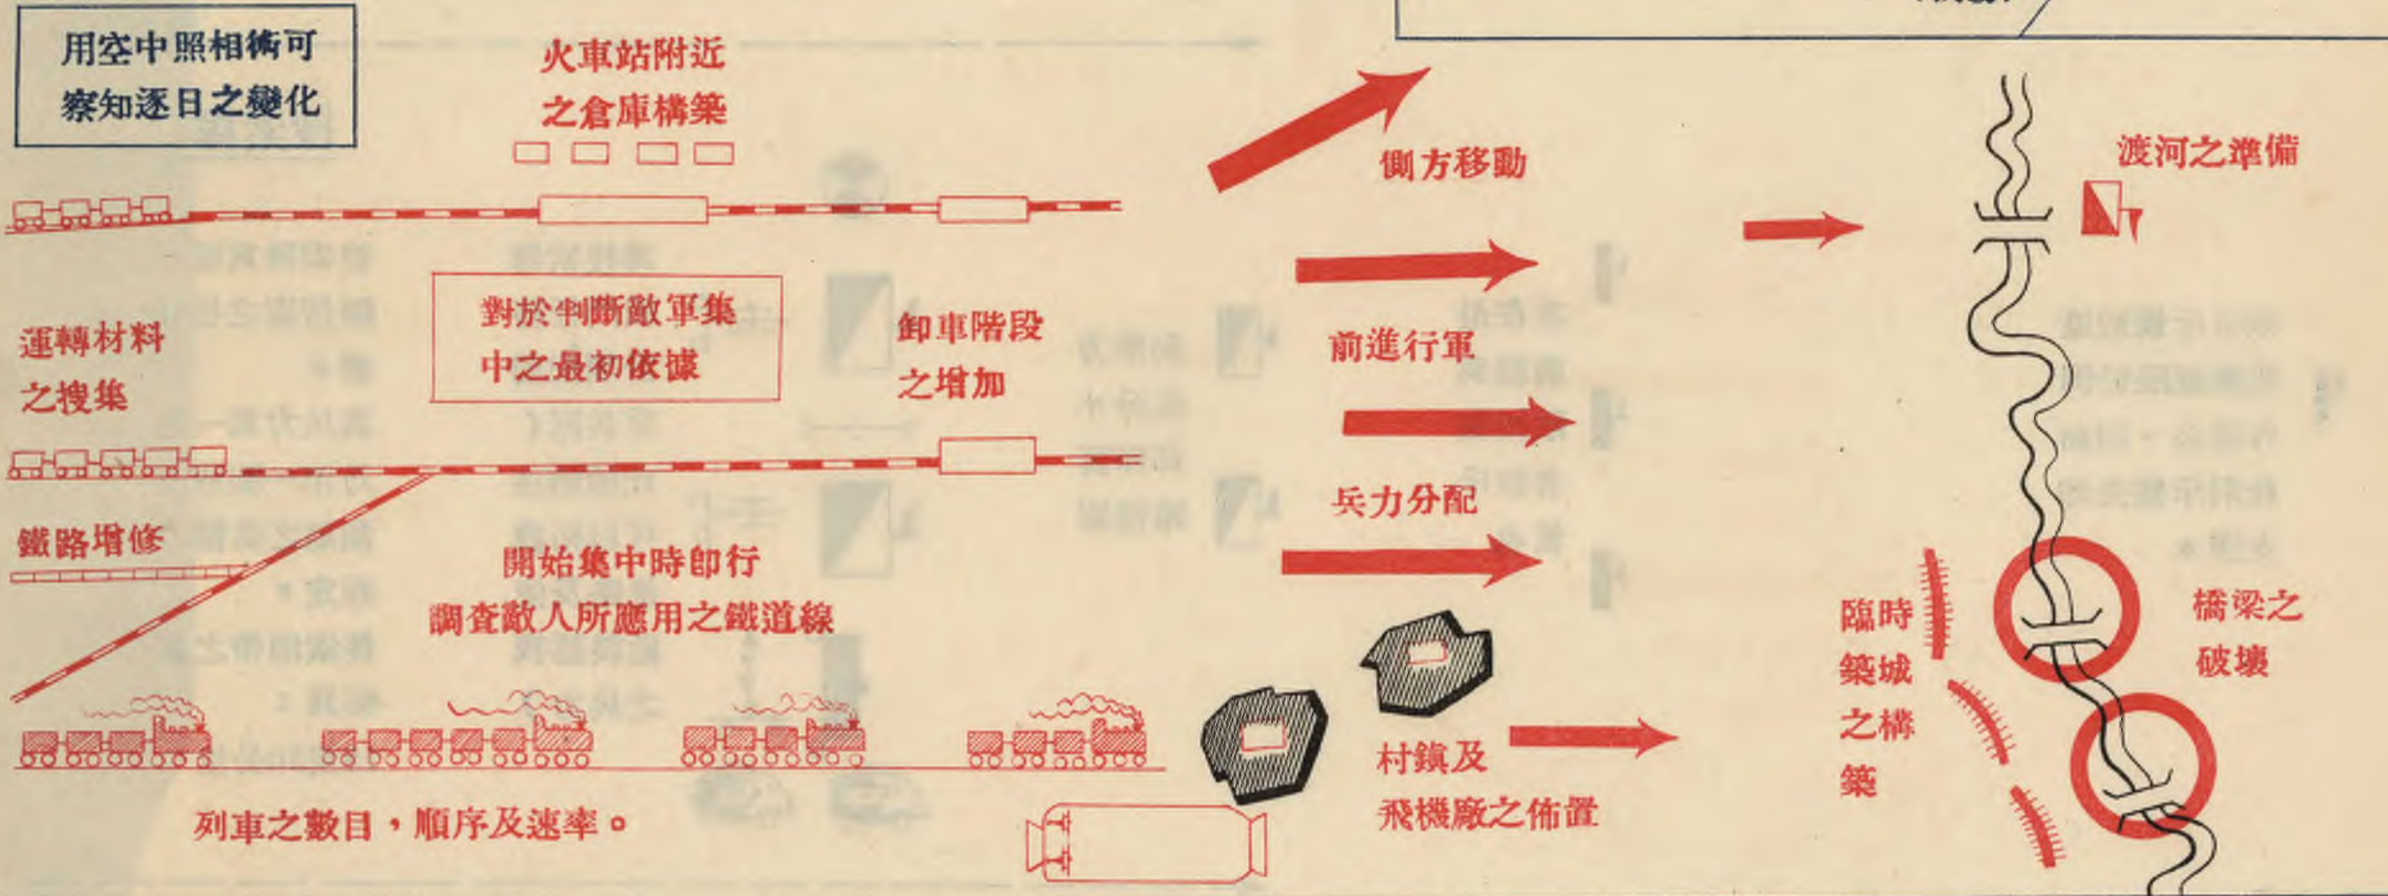 用空中照相術可
察知逐日之變化
火車站附近
之倉庫構築
側方移動
渡河之準備
運轉材料
之搜集
對於判斷敵軍集
中之最初依據
卸車階段
之增加
前進行軍
兵力分配
鐵路增修
開始集中時卽行
調查敵人所應用之鐵道線
臨時
築城
之構
築
橋梁之
破壞
村鎭及
飛機廠之佈置
列車之數目，順序及速率。